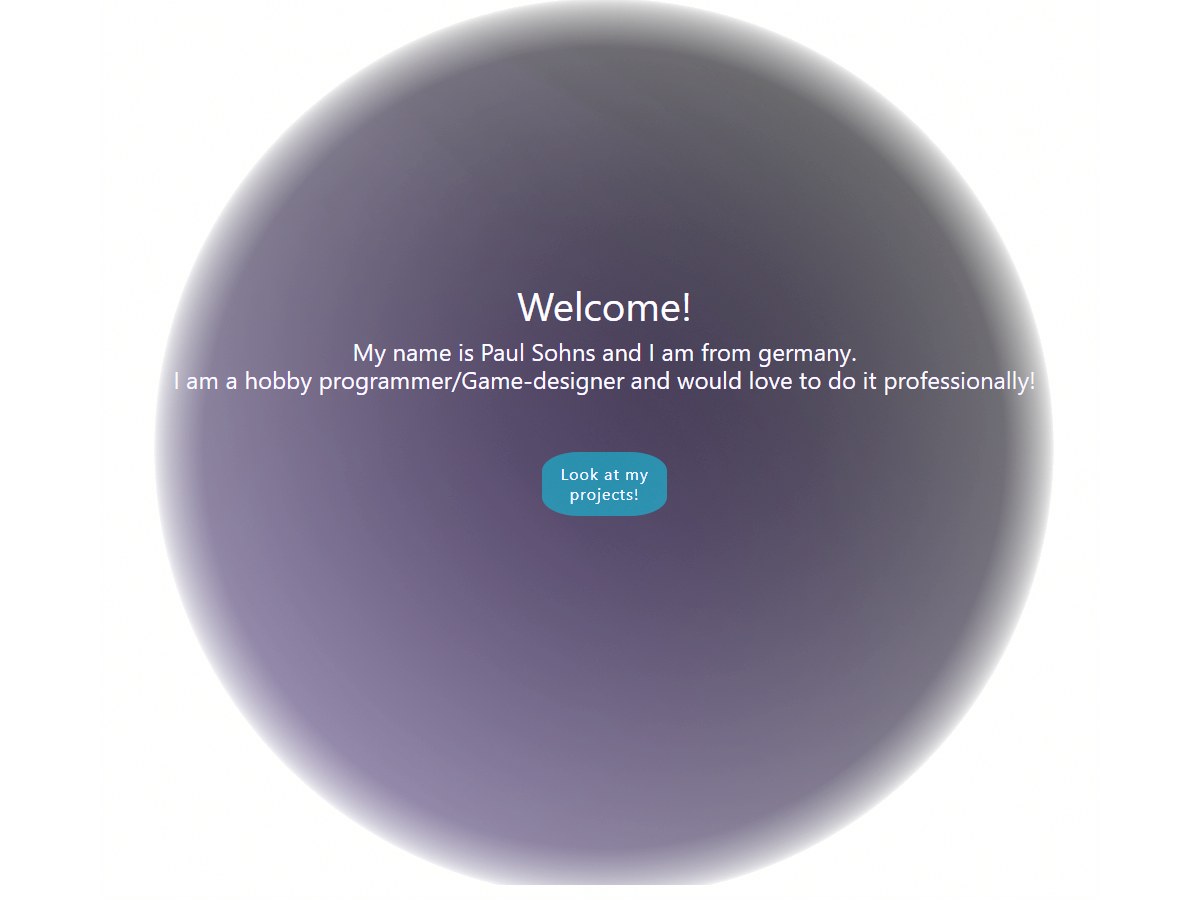 Welcome!
My name is Paul Sohns and I am from germany.
I am a hobby programmer/Game-designer and would love to do it professionally!
Look at my
projects!